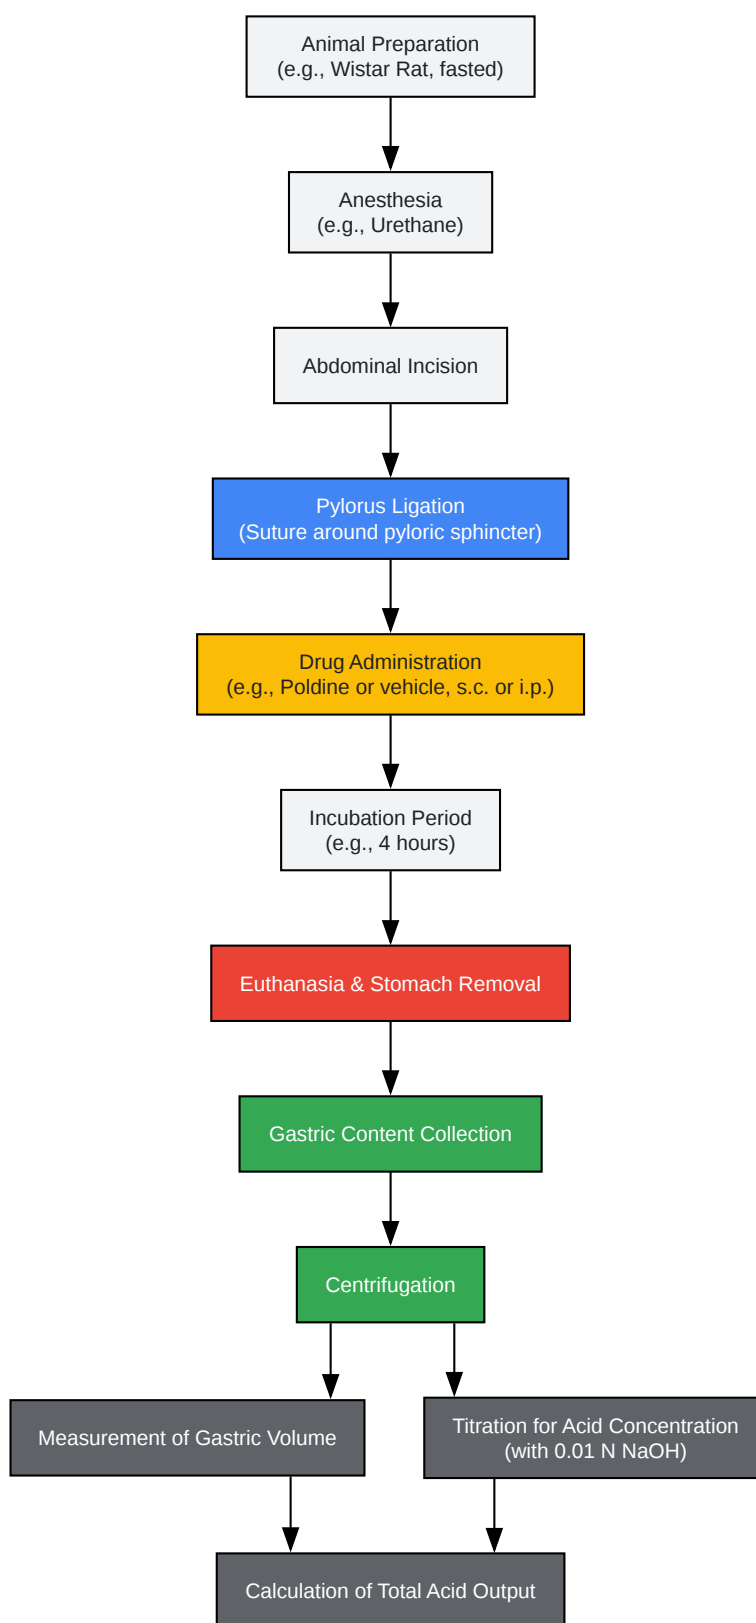 Animal Preparation
(e.g., Wistar Rat, fasted)
Anesthesia
(e.g., Urethane)
Abdominal Incision
Pylorus Ligation
(Suture around pyloric sphincter)
Drug Administration
(e.g., Poldine or vehicle, s.c. or i.p.)
Incubation Period
(e.g., 4 hours)
Euthanasia & Stomach Removal
Gastric Content Collection
Centrifugation
Measurement of Gastric Volume
Titration for Acid Concentration
(with 0.01 N NaOH)
Calculation of Total Acid Output